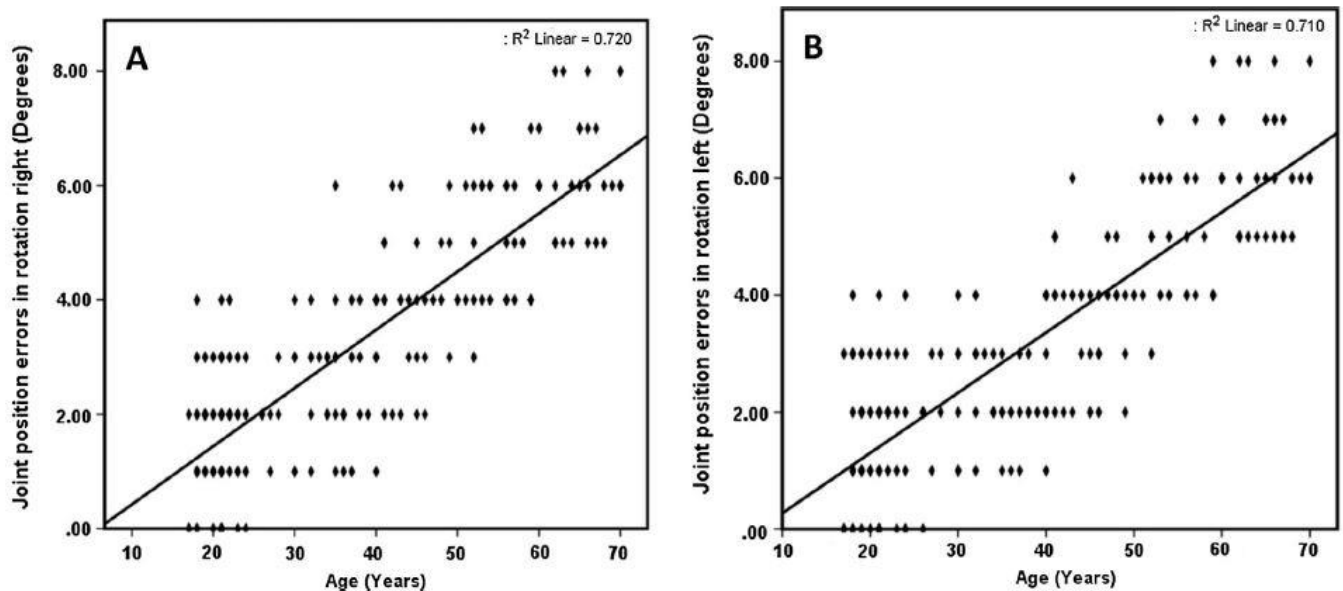 A
: R² Linear = 0.720
Joint position errors in rotation right (Degrees)
8.00
6.00
4.00
2.00
.00
10 20 30 40 50 60 70
Age (Years)
B
: R² Linear = 0.710
Joint position errors in rotation left (Degrees)
8.00
6.00
4.00
2.00
.00
10 20 30 40 50 60 70
Age (Years)